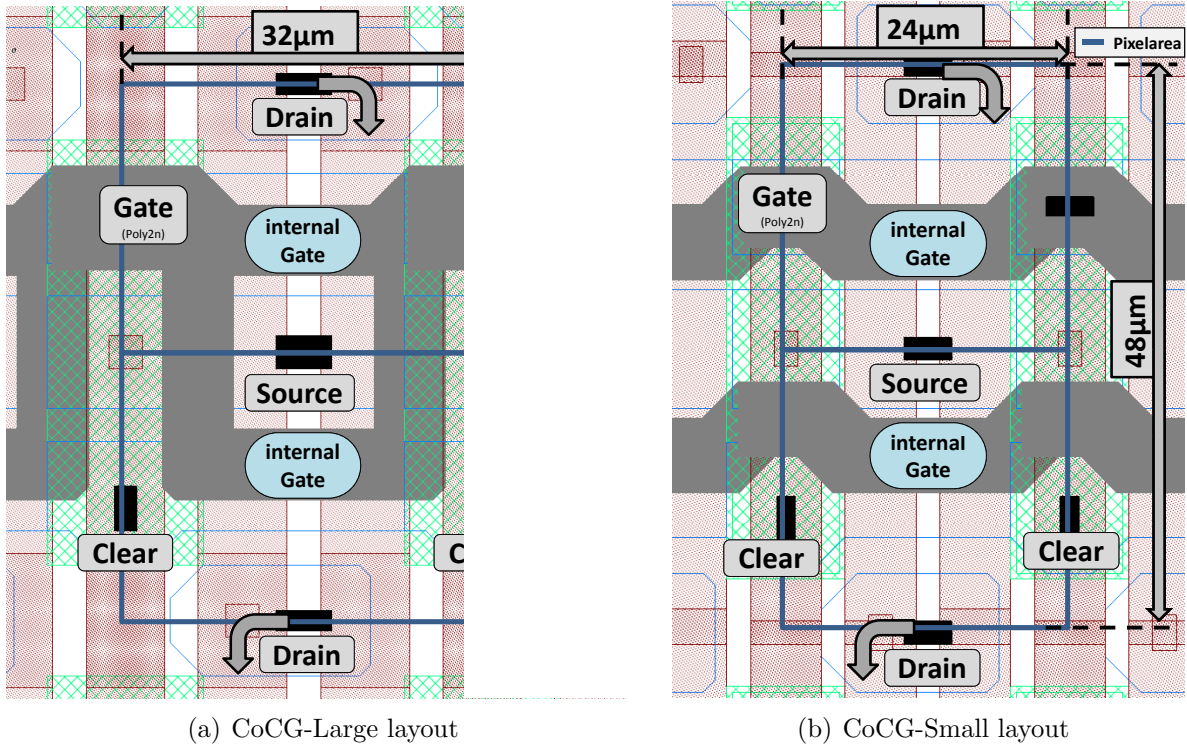 32µm
Drain
Gate
(Poly2n)
internal
Gate
Source
internal
Gate
Clear
C
Drain
(a) CoCG-Large layout
24µm
Pixelarea
Drain
Gate
(Poly2n)
internal
Gate
48µm
Source
internal
Gate
Clear
Clear
Drain
(b) CoCG-Small layout